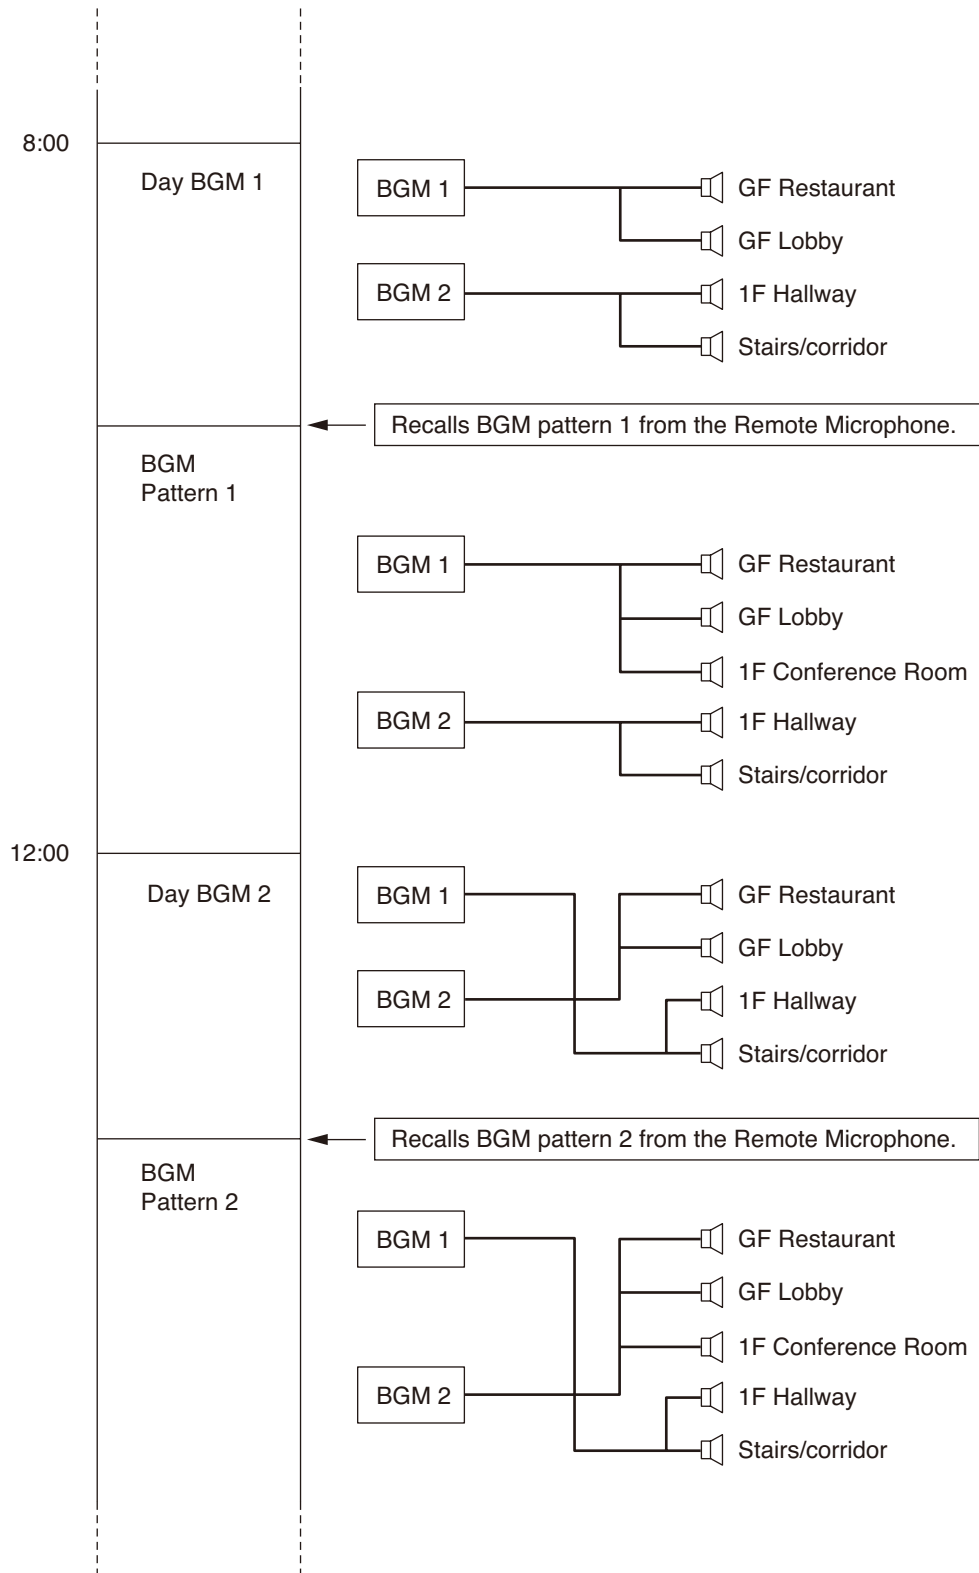 8:00
Day BGM 1
BGM 1
GF Restaurant
GF Lobby
BGM 2
1F Hallway
Stairs/corridor
Recalls BGM pattern 1 from the Remote Microphone.
BGM
Pattern 1
BGM 1
GF Restaurant
GF Lobby
1F Conference Room
BGM 2
1F Hallway
Stairs/corridor
12:00
Day BGM 2
BGM 1
GF Restaurant
GF Lobby
BGM 2
1F Hallway
Stairs/corridor
Recalls BGM pattern 2 from the Remote Microphone.
BGM
Pattern 2
BGM 1
GF Restaurant
GF Lobby
1F Conference Room
BGM 2
1F Hallway
Stairs/corridor